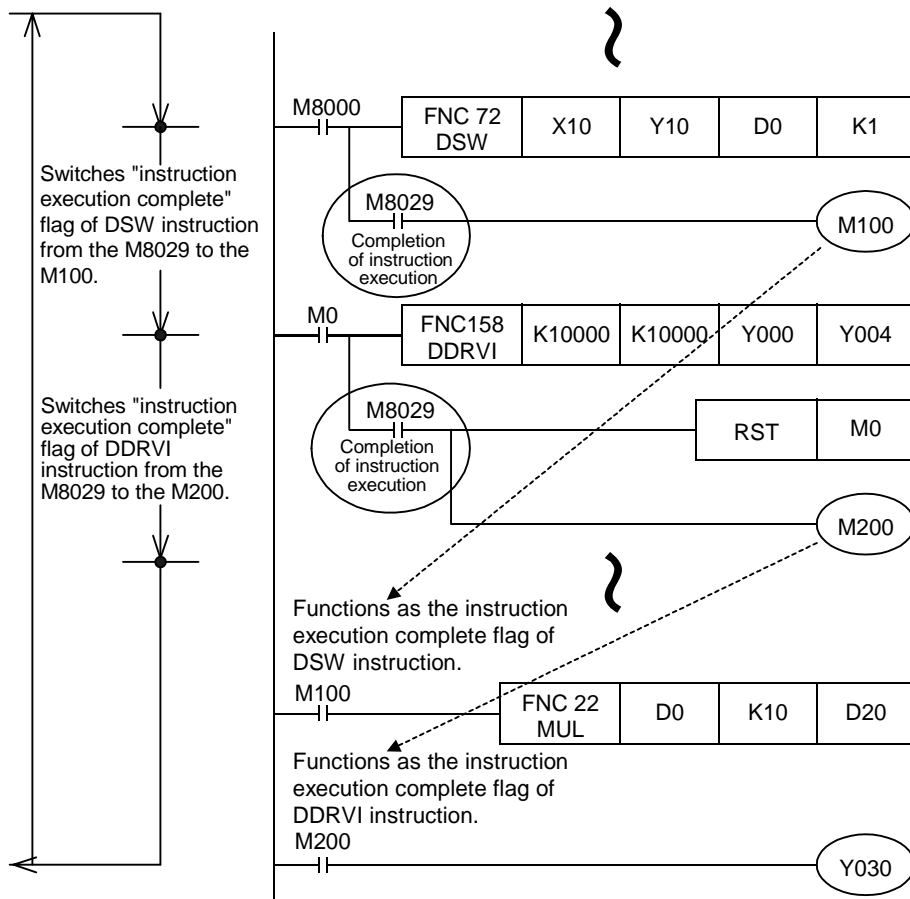 M8000
FNC 72
DSW
X10
Y10
D0
K1
Switches "instruction
execution complete"
flag of DSW instruction
from the M8029 to the
M100.
M8029
Completion
of instruction
execution
M100
M0
FNC158
DDRVI
K10000
K10000
Y000
Y004
Switches "instruction
execution complete"
flag of DDRVI
instruction from the
M8029 to the M200.
M8029
Completion
of instruction
execution
RST
M0
M200
Functions as the instruction
execution complete flag of
DSW instruction.
M100
FNC 22
MUL
D0
K10
D20
Functions as the instruction
execution complete flag of
DDRVI instruction.
M200
Y030